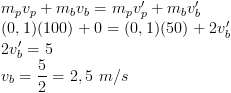 m_p v_p + m_b v_b = m_p v'_p + m_b v'_b
(0,1)(100) + 0 = (0,1)(50) + 2v'_b
2v'_b = 5
v_b = 5/2 = 2,5 m/s